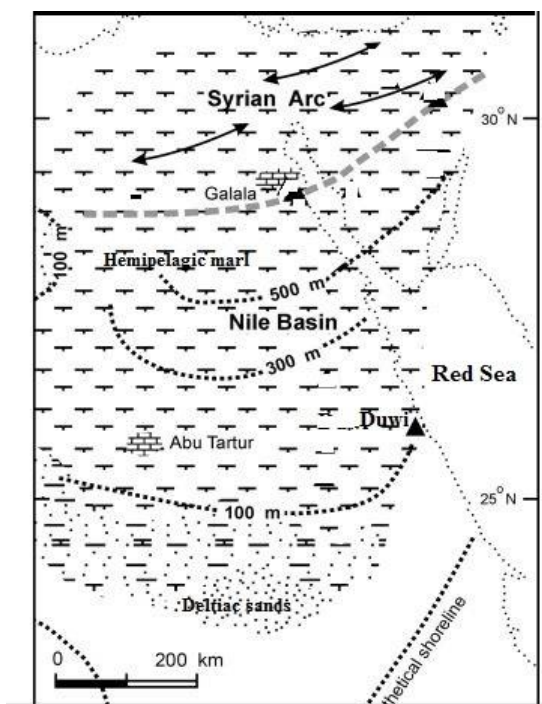 Syrian Arc
30° N
Galala
100 m
Hemipelagic marl
500 m
Nile Basin
300 m
Red Sea
Duwi
Abu Tartur
25° N
100 m
Deltiac sands
0 200 km
thetical shoreline